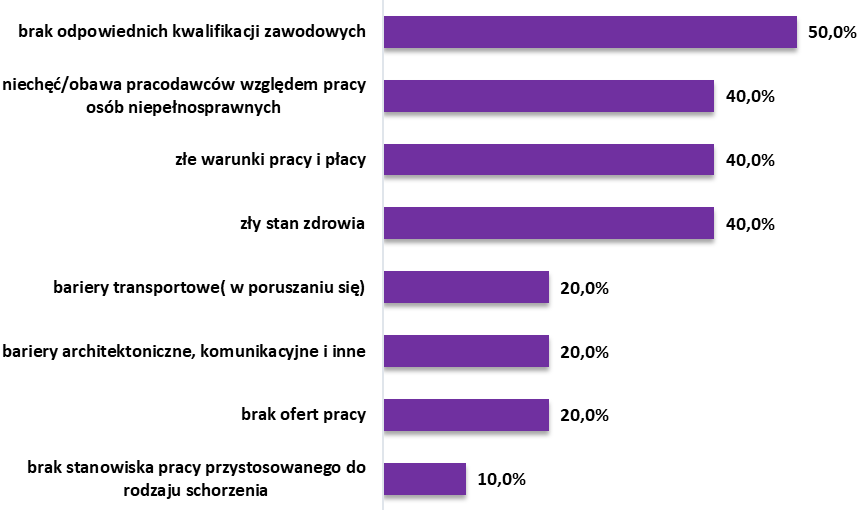 brak odpowiednich kwalifikacji zawodowych 50,0%
niechęć/obawa pracodawców względem pracy
osób niepełnosprawnych 40,0%
złe warunki pracy i płacy 40,0%
zły stan zdrowia 40,0%
bariery transportowe( w poruszaniu się) 20,0%
bariery architektoniczne, komunikacyjne i inne 20,0%
brak ofert pracy 20,0%
brak stanowiska pracy przystosowanego do
rodzaju schorzenia 10,0%